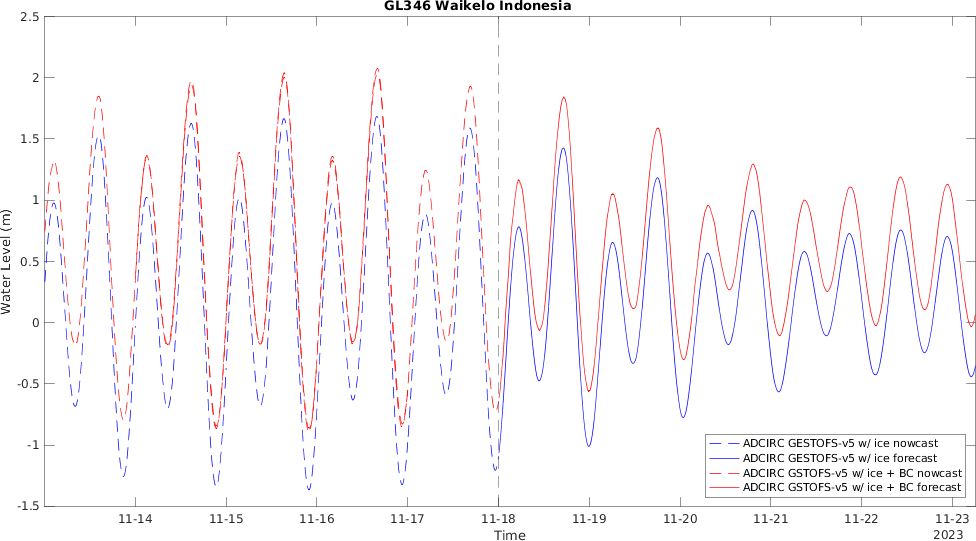 GL346 Waikelo Indonesia
2.5
2
1.5
1
0.5
0
-0.5
-1
-1.5
Water Level (m)
11-14 11-15 11-16 11-17 11-18 11-19 11-20 11-21 11-22 11-23
Time 2023
ADCIRC GESTOFS-v5 w/ ice nowcast
ADCIRC GESTOFS-v5 w/ ice forecast
ADCIRC GSTOFS-v5 w/ ice + BC nowcast
ADCIRC GSTOFS-v5 w/ ice + BC forecast